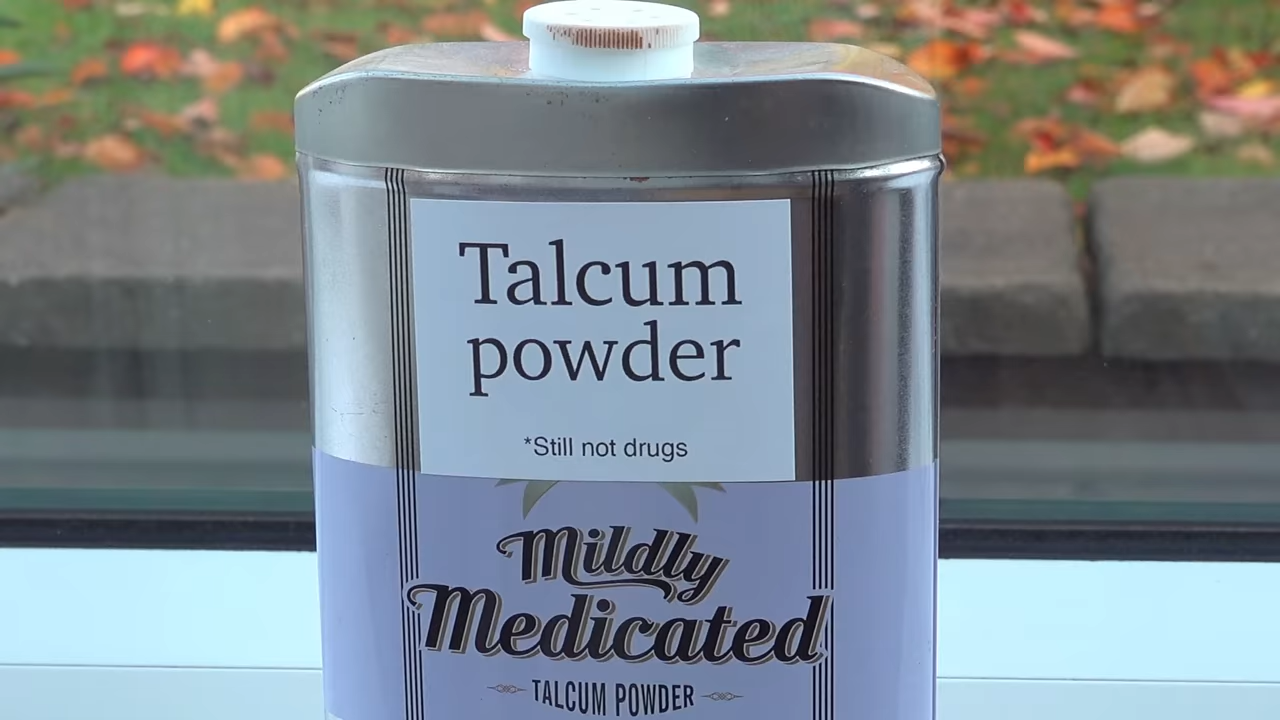 Talcum
powder
*Still not drugs
Mildly
Medicated
TALCUM POWDER